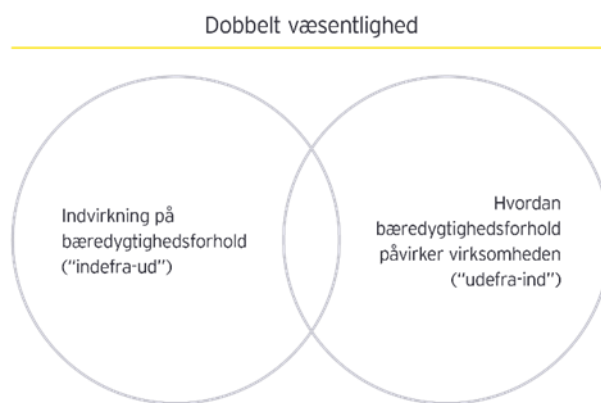 Dobbelt væsentlighed
Indvirkning på
bæredygtighedsforhold
(“indefra-ud”)
Hvordan
bæredygtighedsforhold
påvirker virksomheden
(“udefra-ind”)